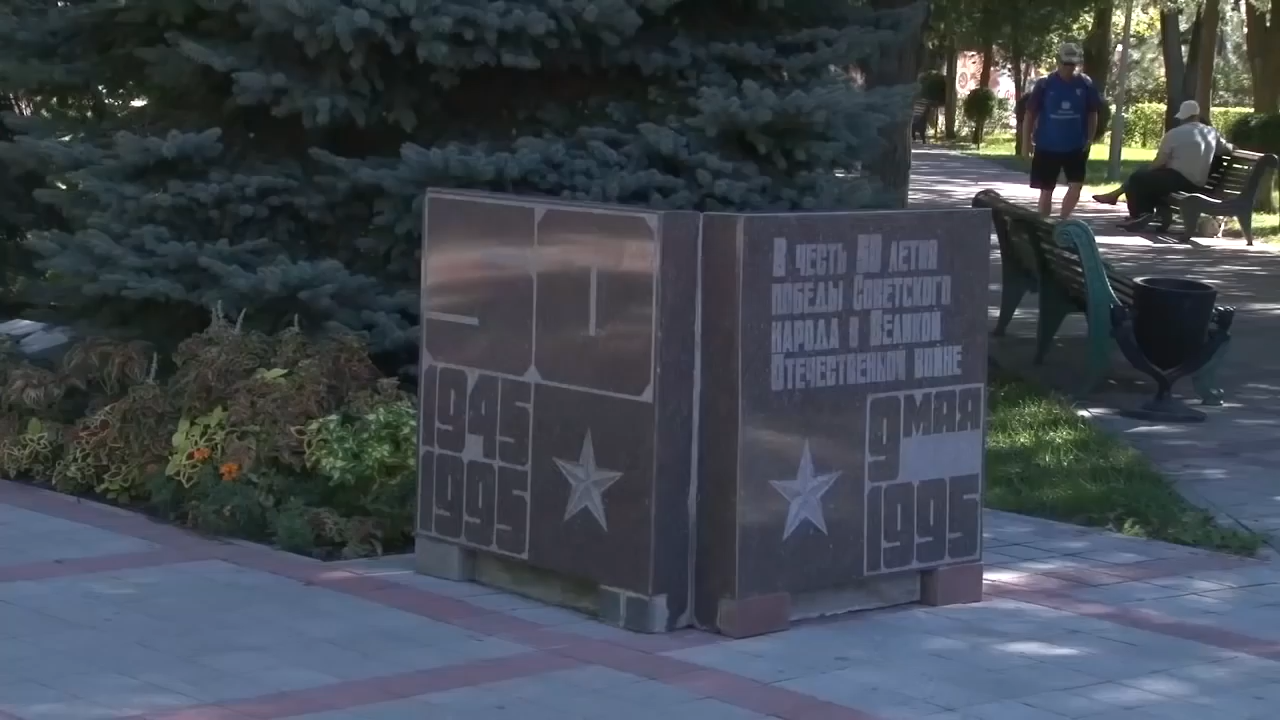 50
1945
1995
В ЧЕСТЬ 50 ЛЕТИЯ
ПОБЕДЫ СОВЕТСКОГО
НАРОДА В ВЕЛИКОЙ
ОТЕЧЕСТВЕННОЙ ВОЙНЕ
9 МАЯ
1995